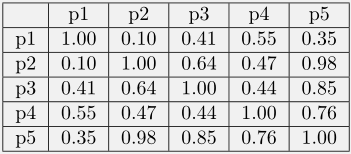 p1 p2 p3 p4 p5
p1 1.00 0.10 0.41 0.55 0.35
p2 0.10 1.00 0.64 0.47 0.98
p3 0.41 0.64 1.00 0.44 0.85
p4 0.55 0.47 0.44 1.00 0.76
p5 0.35 0.98 0.85 0.76 1.00